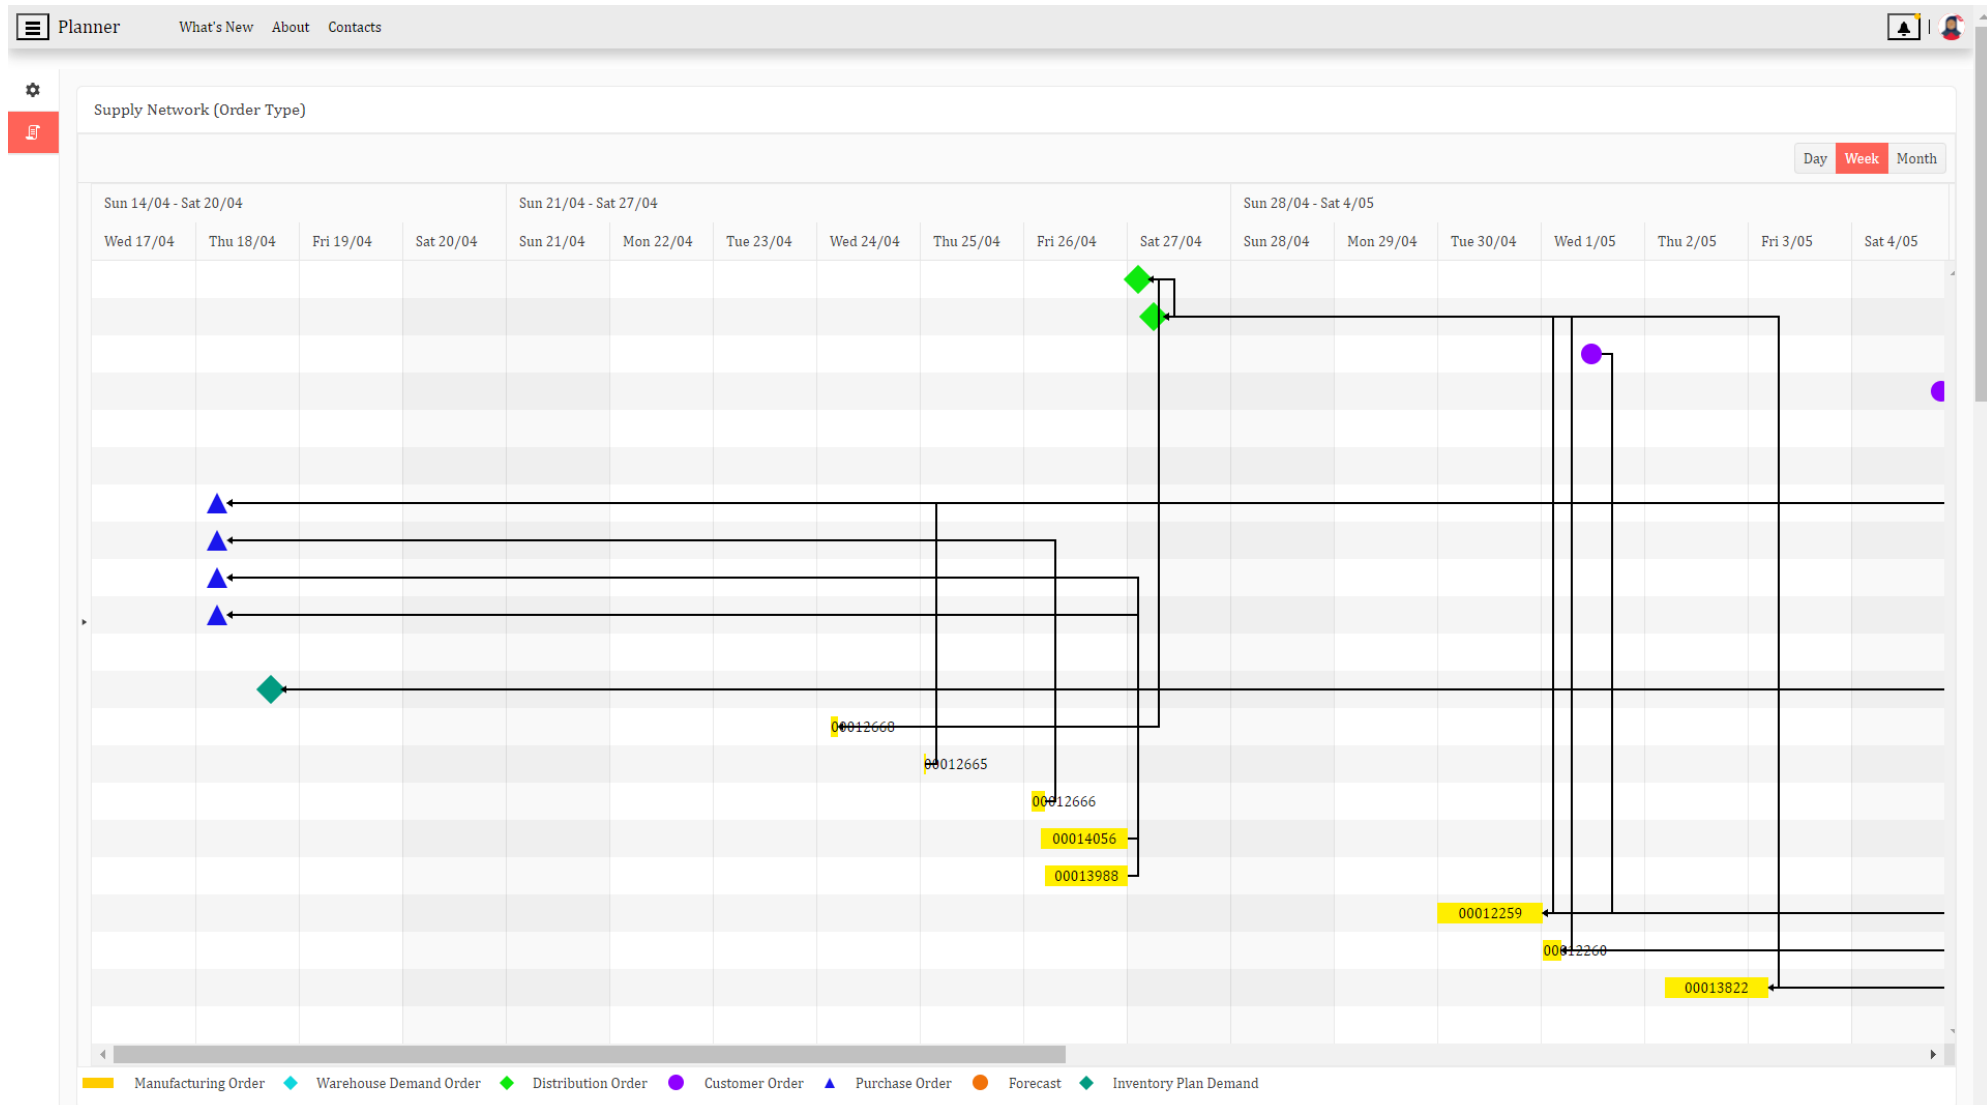 Planner What's New About Contacts
Supply Network (Order Type)
Day Week Month
Sun 14/04 - Sat 20/04 Sun 21/04 - Sat 27/04 Sun 28/04 - Sat 4/05
Wed 17/04 Thu 18/04 Fri 19/04 Sat 20/04 Sun 21/04 Mon 22/04 Tue 23/04 Wed 24/04 Thu 25/04 Fri 26/04 Sat 27/04 Sun 28/04 Mon 29/04 Tue 30/04 Wed 1/05 Thu 2/05 Fri 3/05 Sat 4/05
00012668
00012665
00012666
00014056
00013988
00012259
00012260
00013822
Manufacturing Order Warehouse Demand Order Distribution Order Customer Order Purchase Order Forecast Inventory Plan Demand